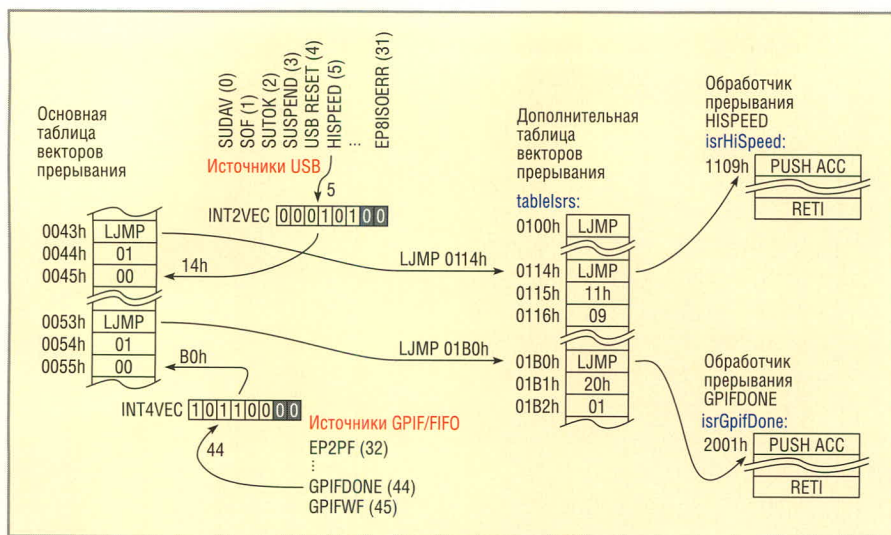 SUDAV (0)
SOF (1)
SUTOK (2)
SUSPEND (3)
USB RESET (4)
HISPEED (5)
...
EP8ISOERR (31)
Источники USB
5
INT2VEC 0 0 0 1 0 1 0 0
Основная
таблица
векторов
прерывания
0043h LJMP
0044h 01
0045h 00
14h
0053h LJMP
0054h 01
0055h 00
B0h
INT4VEC 1 0 1 1 0 0 0 0
44
Источники GPIF/FIFO
EP2PF (32)
⋮
GPIFDONE (44)
GPIFWF (45)
LJMP 0114h
LJMP 01B0h
Дополнительная
таблица
векторов
прерывания
tableIsrs:
0100h LJMP
0114h LJMP
0115h 11h
0116h 09
01B0h LJMP
01B1h 20h
01B2h 01
Обработчик
прерывания
HISPEED
isrHiSpeed:
1109h PUSH ACC
RETI
Обработчик
прерывания
GPIFDONE
isrGpifDone:
2001h PUSH ACC
RETI